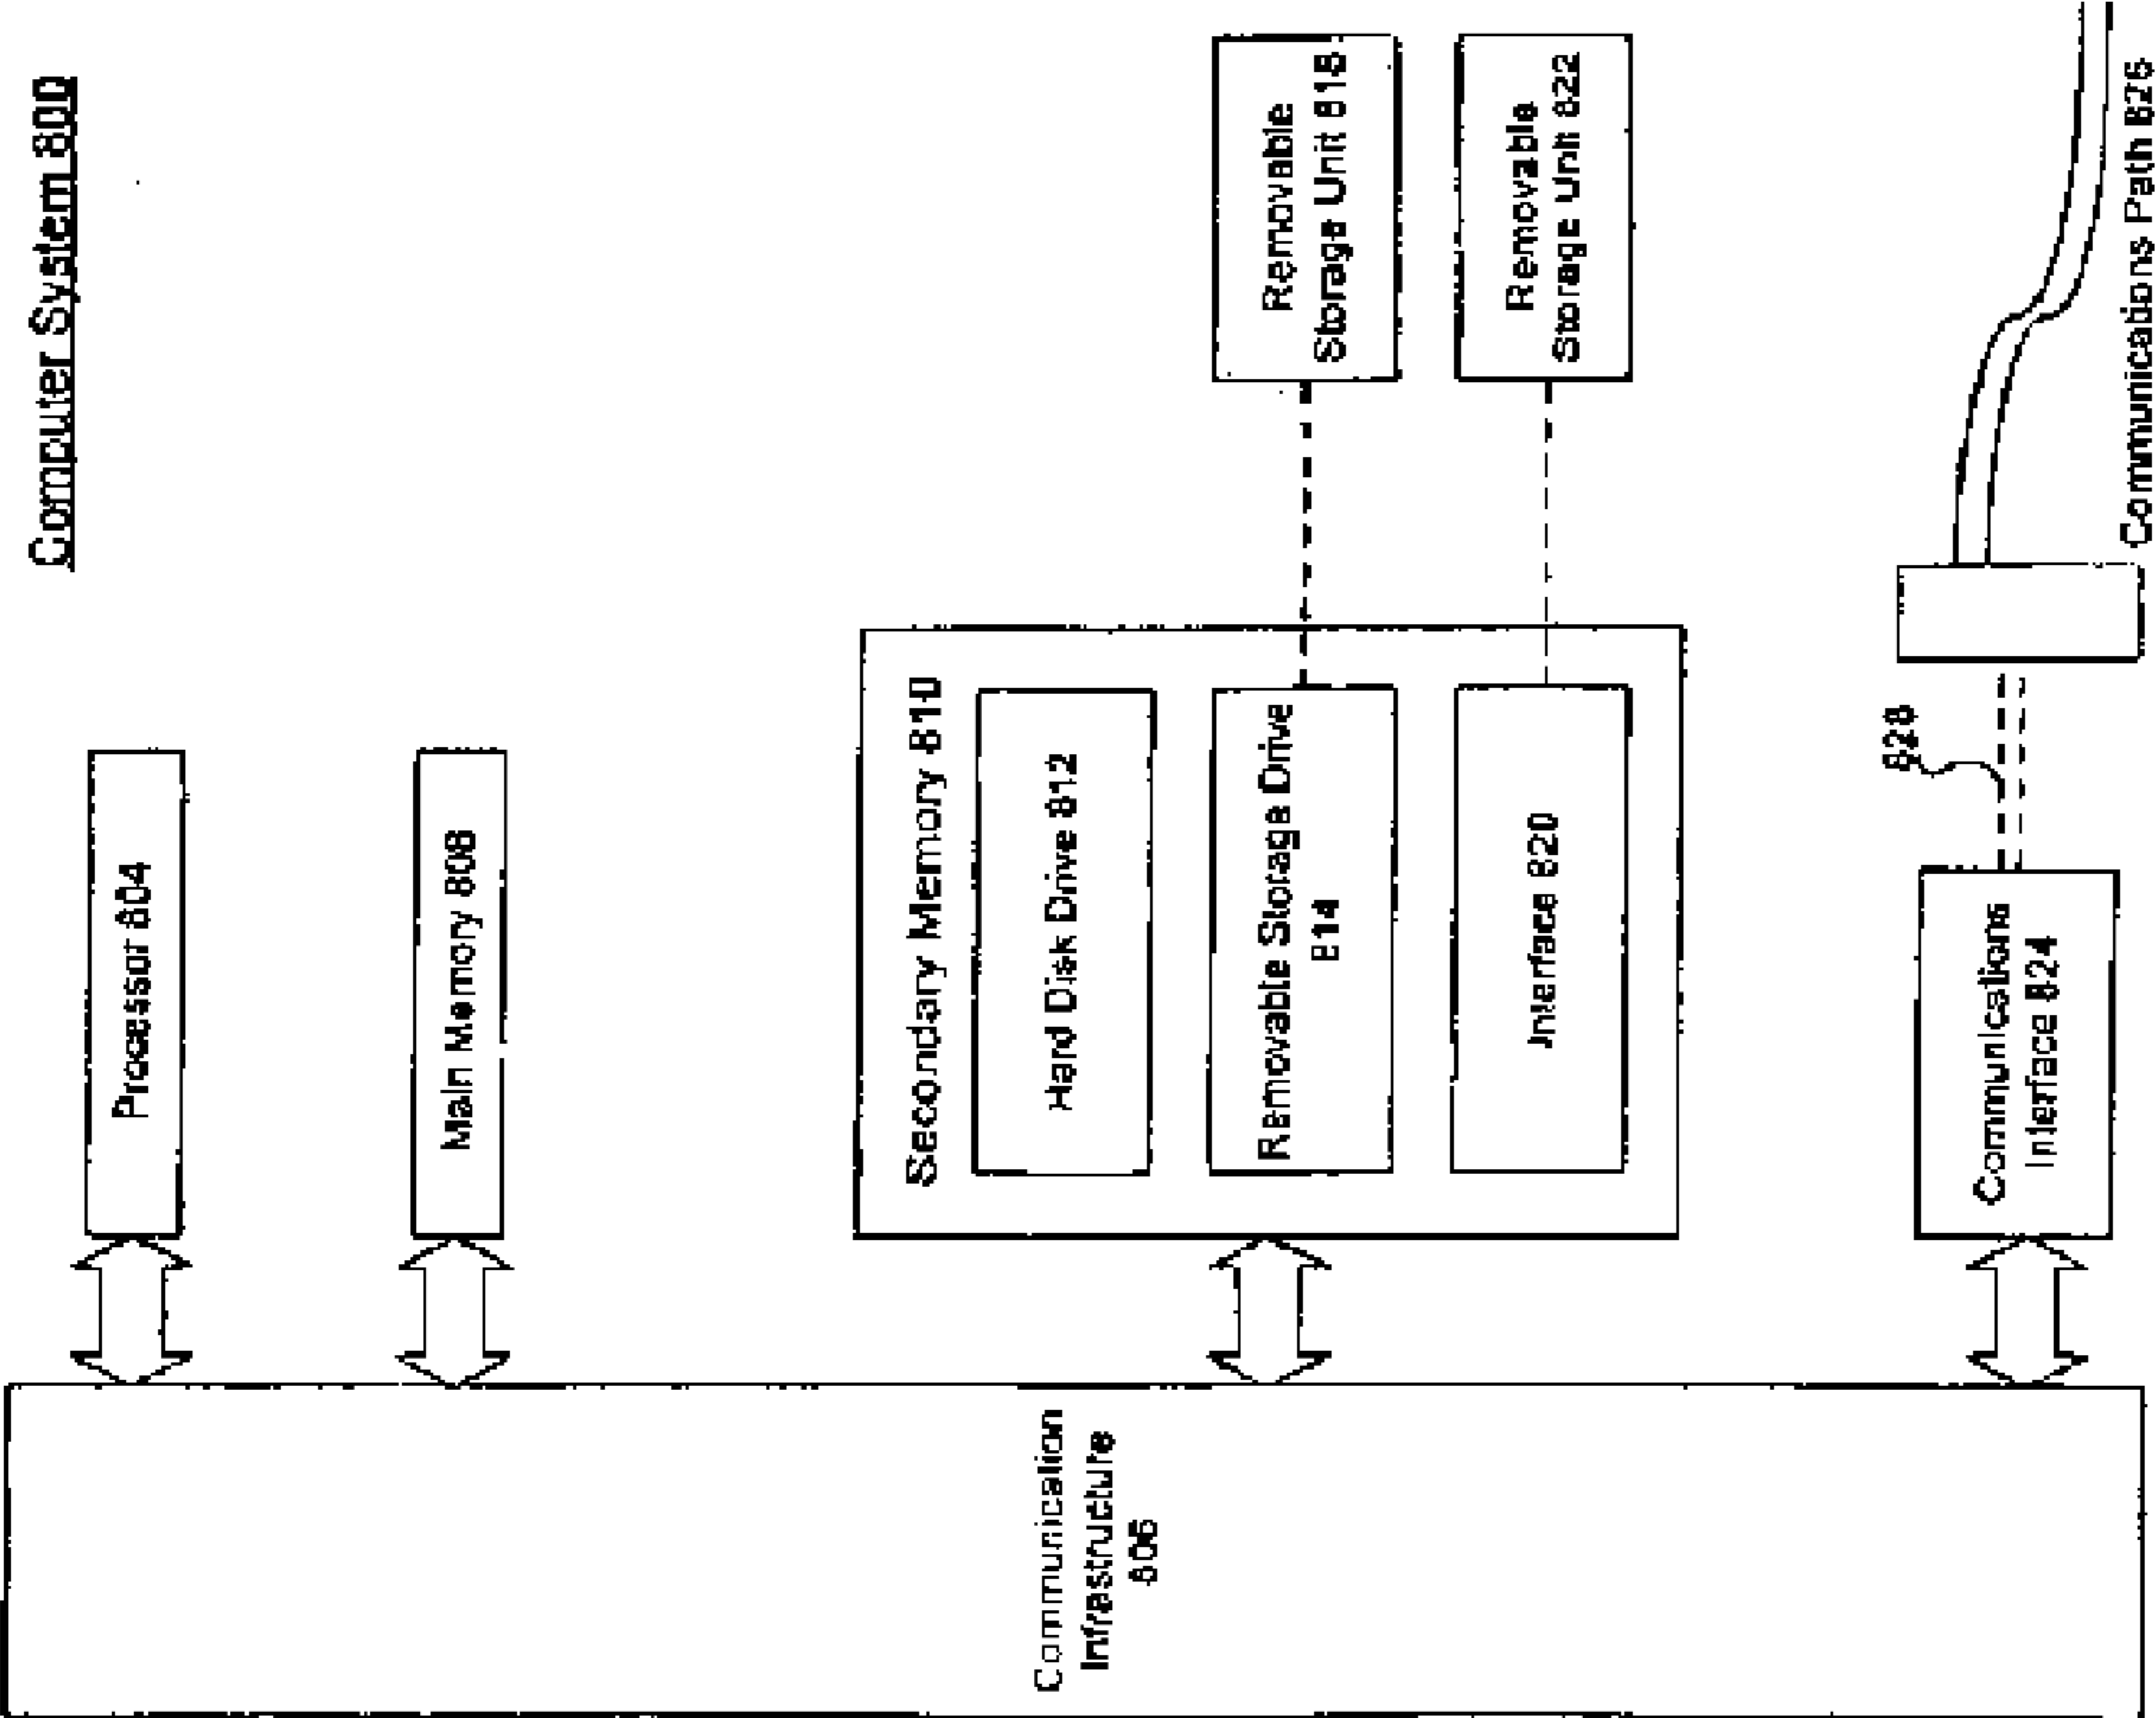 Computer System 800
Processor 804
Main Memory 808
Secondary Memory 810
Hard Disk Drive 812
Removable Storage Drive
814
Interface 820
Removable
Storage Unit 818
Removable
Storage Unit 822
Communications
Interface 824
828
Communications Path 826
Communication
Infrastructure
806